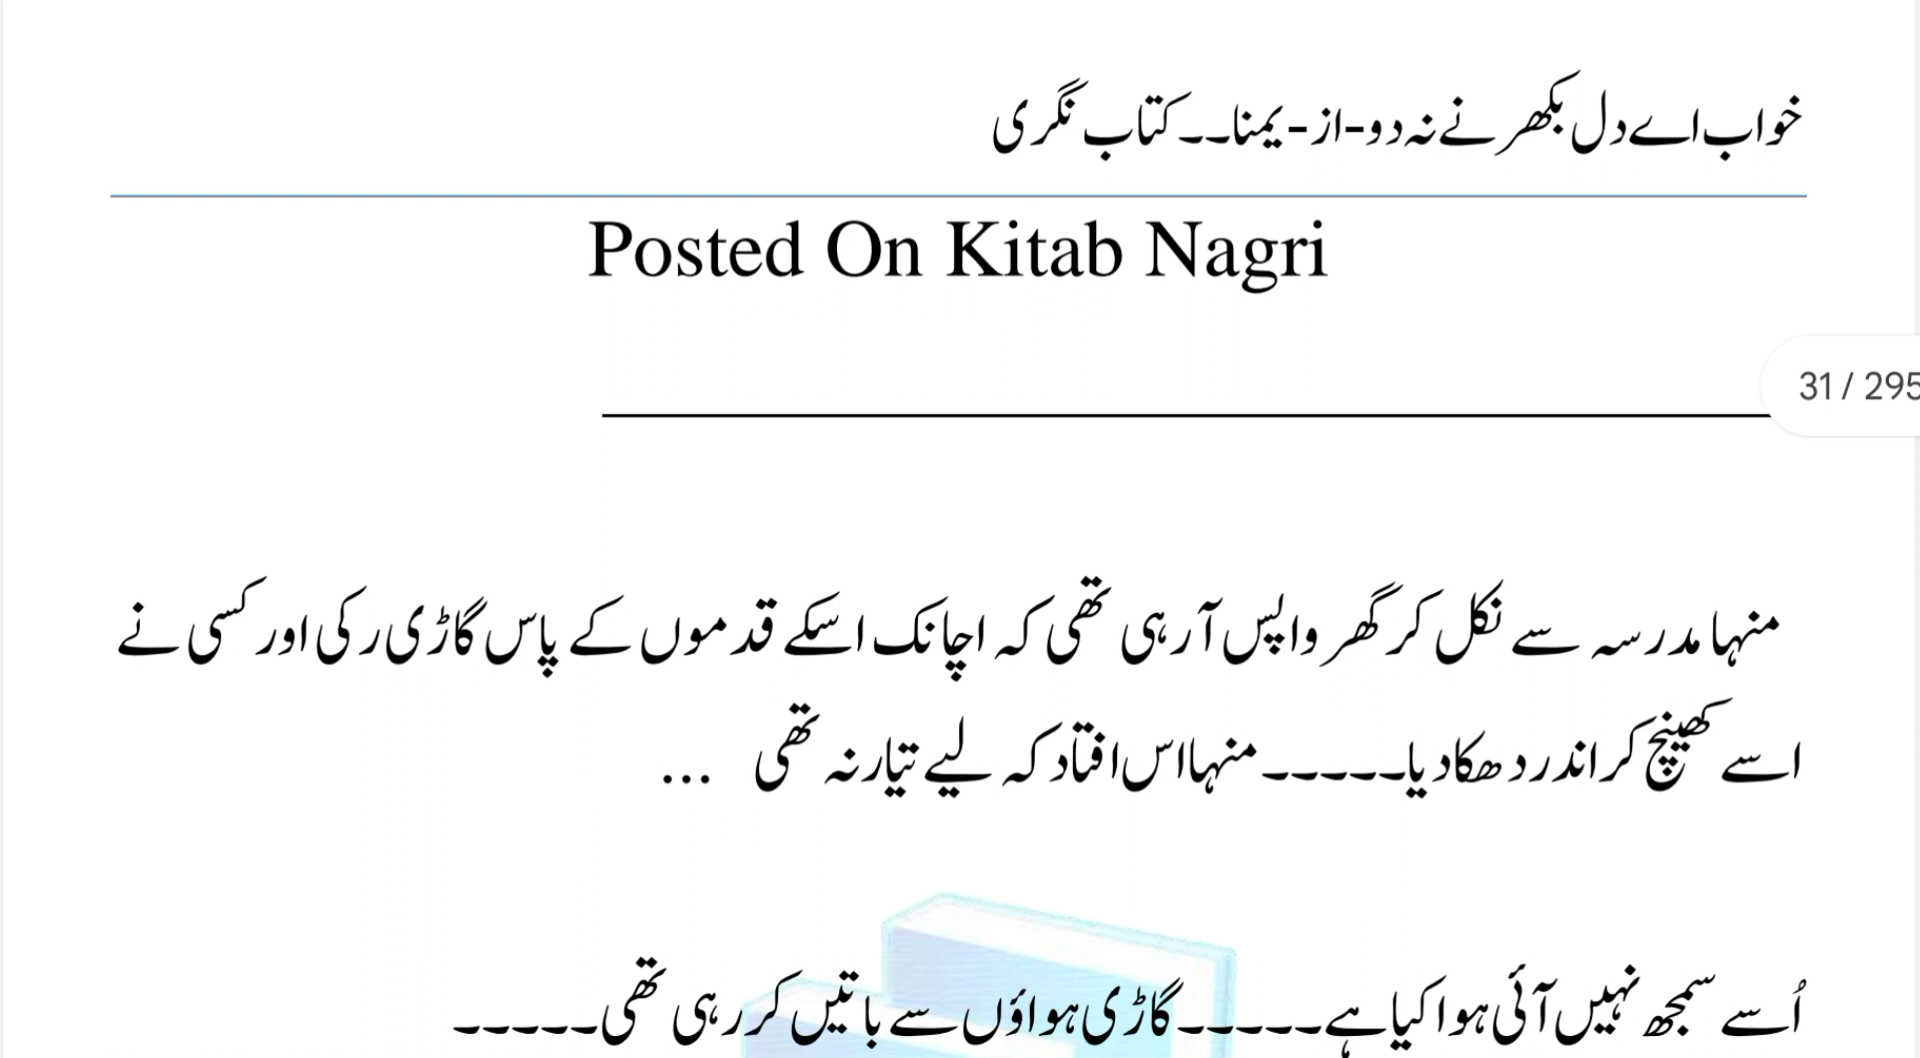 خواب اے دل بکھرنے نہ دو-از-یمنا۔۔کتاب نگری
Posted On Kitab Nagri
31 / 295
منہا مدرسہ سے نکل کر گھر واپس آرہی تھی کہ اچانک اسکے قدموں کے پاس گاڑی رکی اور کسی نے
اسے کھینچ کر اندر دھکا دیا۔۔۔۔۔منہا اس افتاد کہ لیے تیار نہ تھی ...
اُسے سمجھ نہیں آئی ہوا کیا ہے۔۔۔۔۔گاڑی ہواؤں سے باتیں کر رہی تھی۔۔۔۔۔